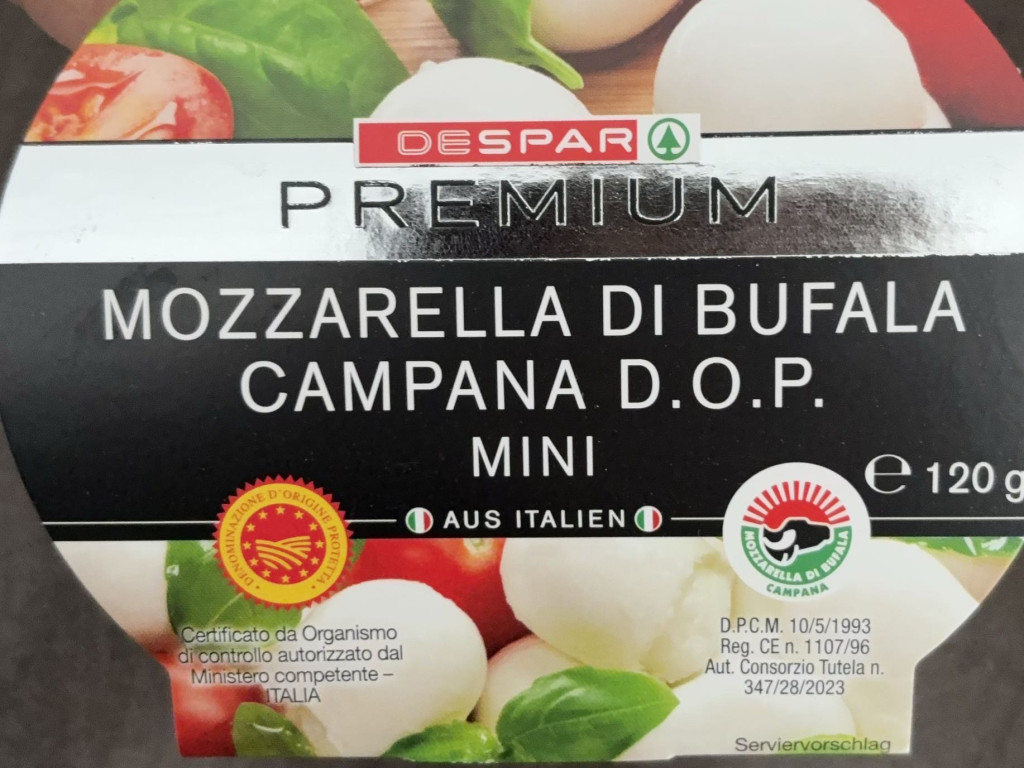 DESPAR
PREMIUM
MOZZARELLA DI BUFALA
CAMPANA D.O.P.
MINI
℮ 120 g
AUS ITALIEN
DENOMINAZIONE D'ORIGINE PROTETTA
MOZZARELLA DI BUFALA
CAMPANA
Certificato da Organismo
di controllo autorizzato dal
Ministero competente –
ITALIA
D.P.C.M. 10/5/1993
Reg. CE n. 1107/96
Aut. Consorzio Tutela n.
347/28/2023
Serviervorschlag